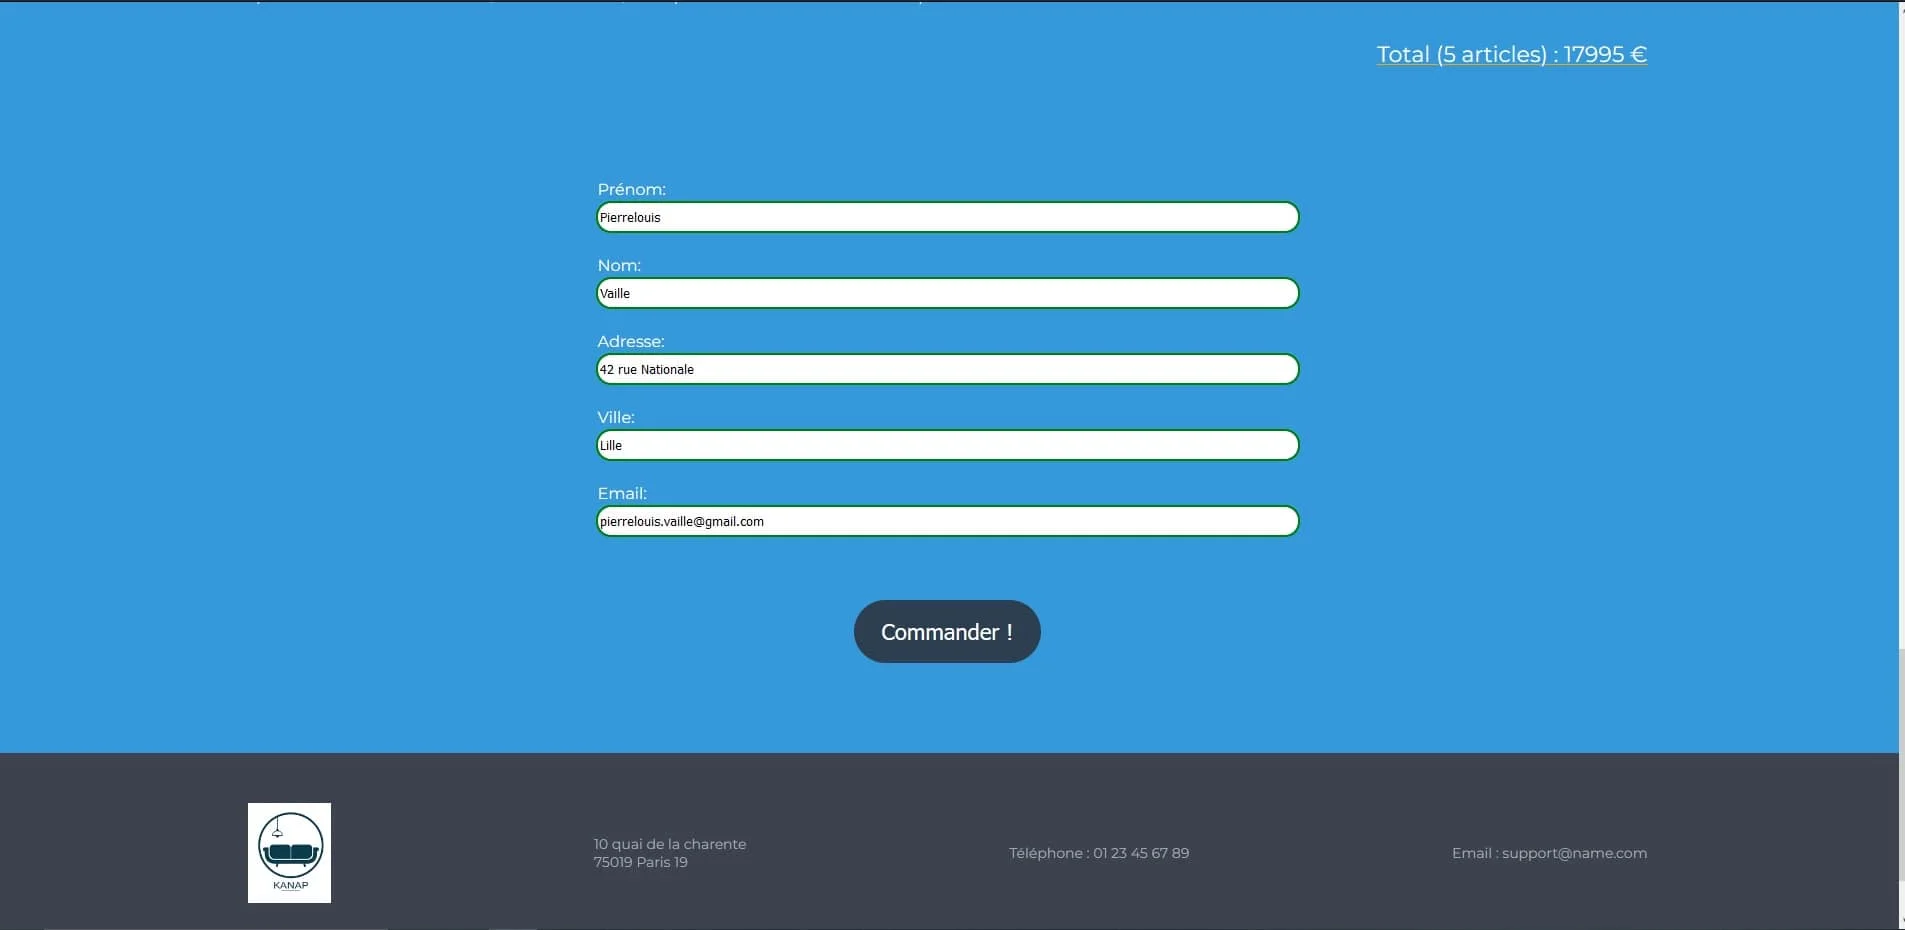 Total (5 articles) : 17995 €
Prénom:
Pierrelouis
Nom:
Vaille
Adresse:
42 rue Nationale
Ville:
Lille
Email:
pierrelouis.vaille@gmail.com
Commander !
KANAP
10 quai de la charente
75019 Paris 19
Téléphone : 01 23 45 67 89
Email : support@name.com